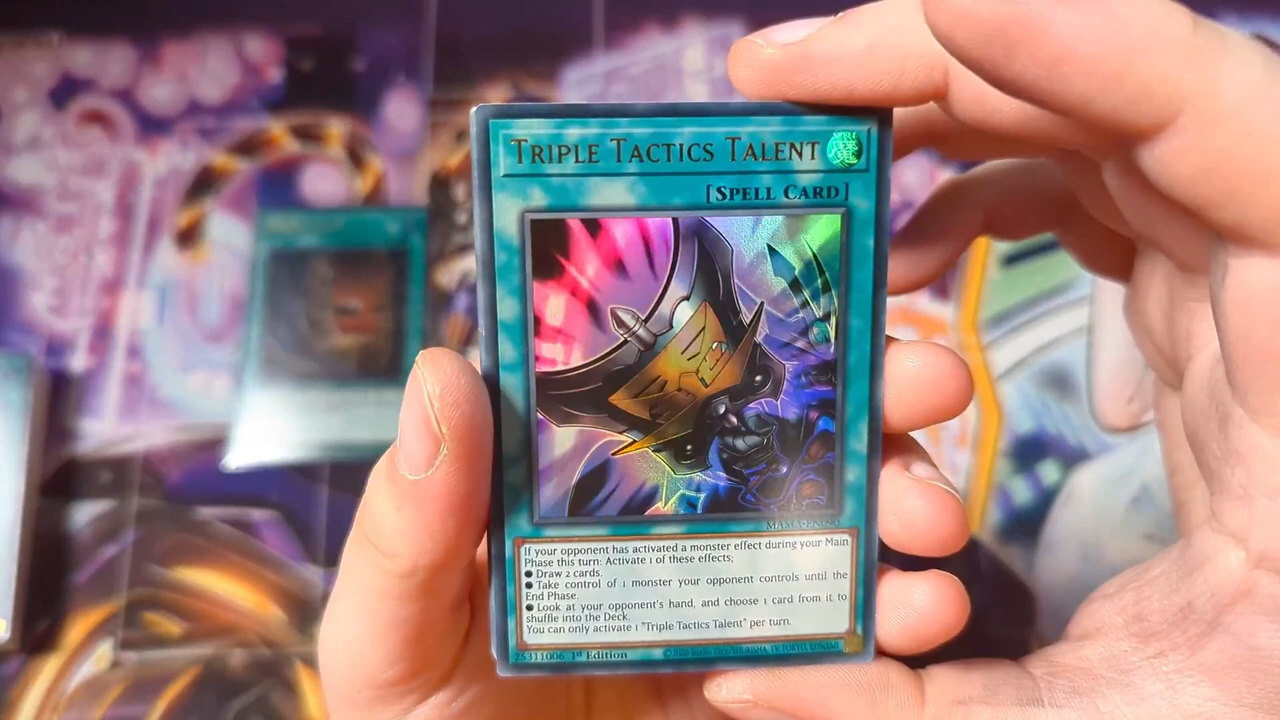 TRIPLE TACTICS TALENT
[SPELL CARD]
If your opponent has activated a monster effect during your Main
Phase this turn: Activate 1 of these effects;
● Draw 2 cards.
● Take control of 1 monster your opponent controls until the
End Phase.
● Look at your opponent's hand, and choose 1 card from it to
shuffle into the Deck.
You can only activate 1 "Triple Tactics Talent" per turn.
25311006 1st Edition
©2020 Studio Dice/SHUEISHA, TV TOKYO, KONAMI